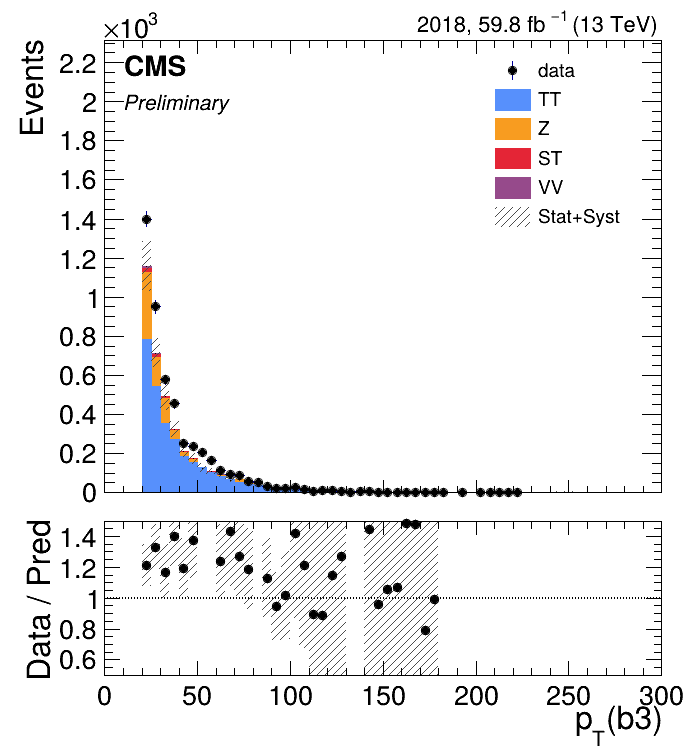 ×10³
2018, 59.8 fb⁻¹ (13 TeV)
Events
CMS
Preliminary
data
TT
Z
ST
VV
Stat+Syst
2.2
2
1.8
1.6
1.4
1.2
1
0.8
0.6
0.4
0.2
0
Data / Pred
1.4
1.2
1
0.8
0.6
0 50 100 150 200 250 300
p_T(b3)